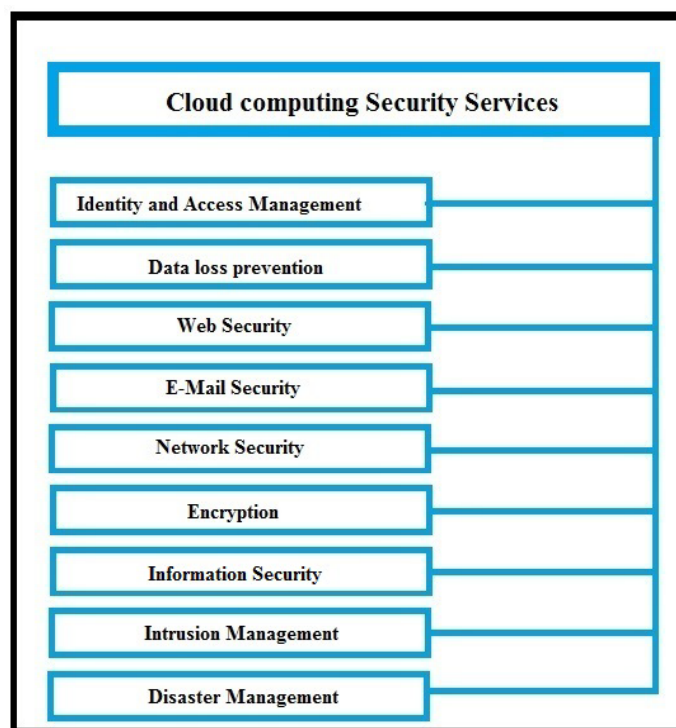 Cloud computing Security Services
Identity and Access Management
Data loss prevention
Web Security
E-Mail Security
Network Security
Encryption
Information Security
Intrusion Management
Disaster Management